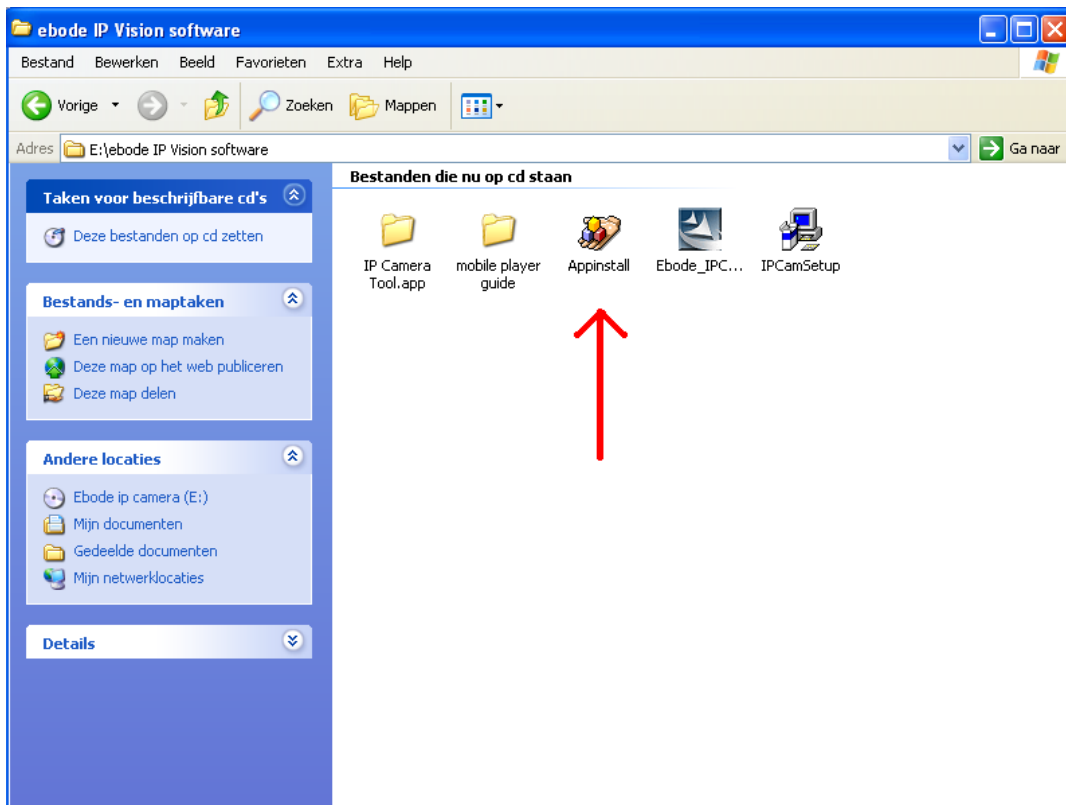 ebode IP Vision software
Bestand Bewerken Beeld Favorieten Extra Help
Vorige Zoeken Mappen
Adres E:\ebode IP Vision software Ga naar
Taken voor beschrijfbare cd's
Deze bestanden op cd zetten
Bestands- en maptaken
Een nieuwe map maken
Deze map op het web publiceren
Deze map delen
Andere locaties
Ebode ip camera (E:)
Mijn documenten
Gedeelde documenten
Mijn netwerklocaties
Details
Bestanden die nu op cd staan
IP Camera
Tool.app
mobile player
guide
Appinstall
Ebode_IPC...
IPCamSetup